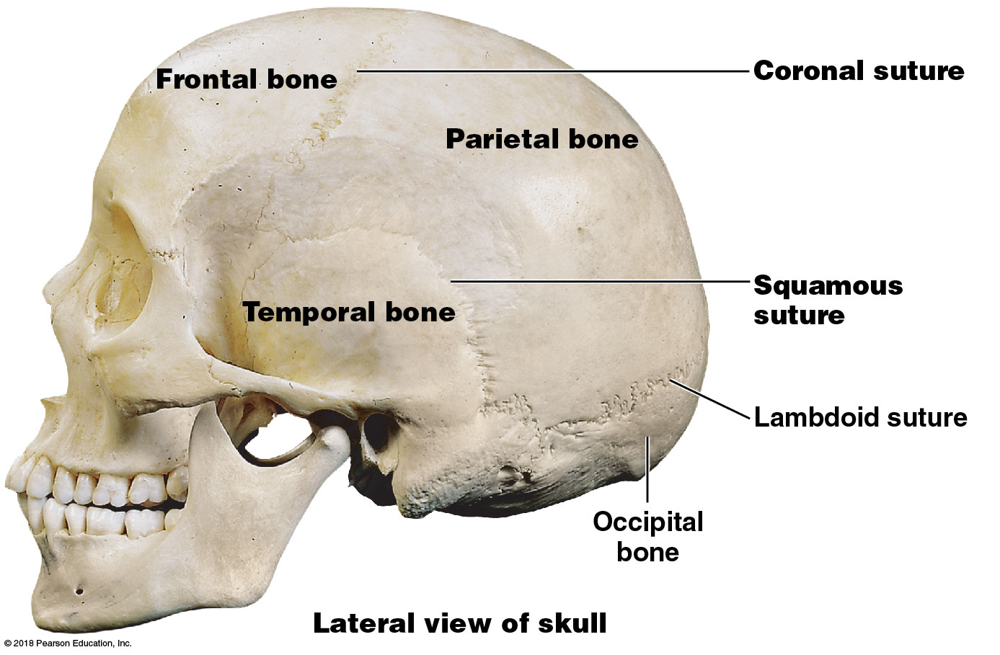 Frontal bone
Coronal suture
Parietal bone
Squamous
suture
Temporal bone
Lambdoid suture
Occipital
bone
Lateral view of skull
© 2018 Pearson Education, Inc.